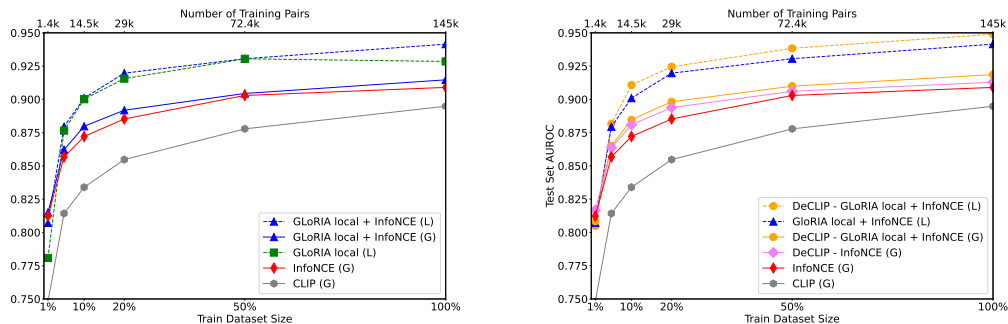 Number of Training Pairs
1.4k 14.5k 29k 72.4k 145k
0.950
0.925
0.900
0.875
0.850
0.825
0.800
0.775
0.750
GLoRIA local + InfoNCE (L)
GLoRIA local + InfoNCE (G)
GLoRIA local (L)
InfoNCE (G)
CLIP (G)
1% 10% 20% 50% 100%
Train Dataset Size
Number of Training Pairs
1.4k 14.5k 29k 72.4k 145k
Test Set AUROC
0.950
0.925
0.900
0.875
0.850
0.825
0.800
0.775
0.750
DeCLIP - GLoRIA local + InfoNCE (L)
GloRIA local + InfoNCE (L)
DeCLIP - GLoRIA local + InfoNCE (G)
DeCLIP - InfoNCE (G)
InfoNCE (G)
CLIP (G)
1% 10% 20% 50% 100%
Train Dataset Size